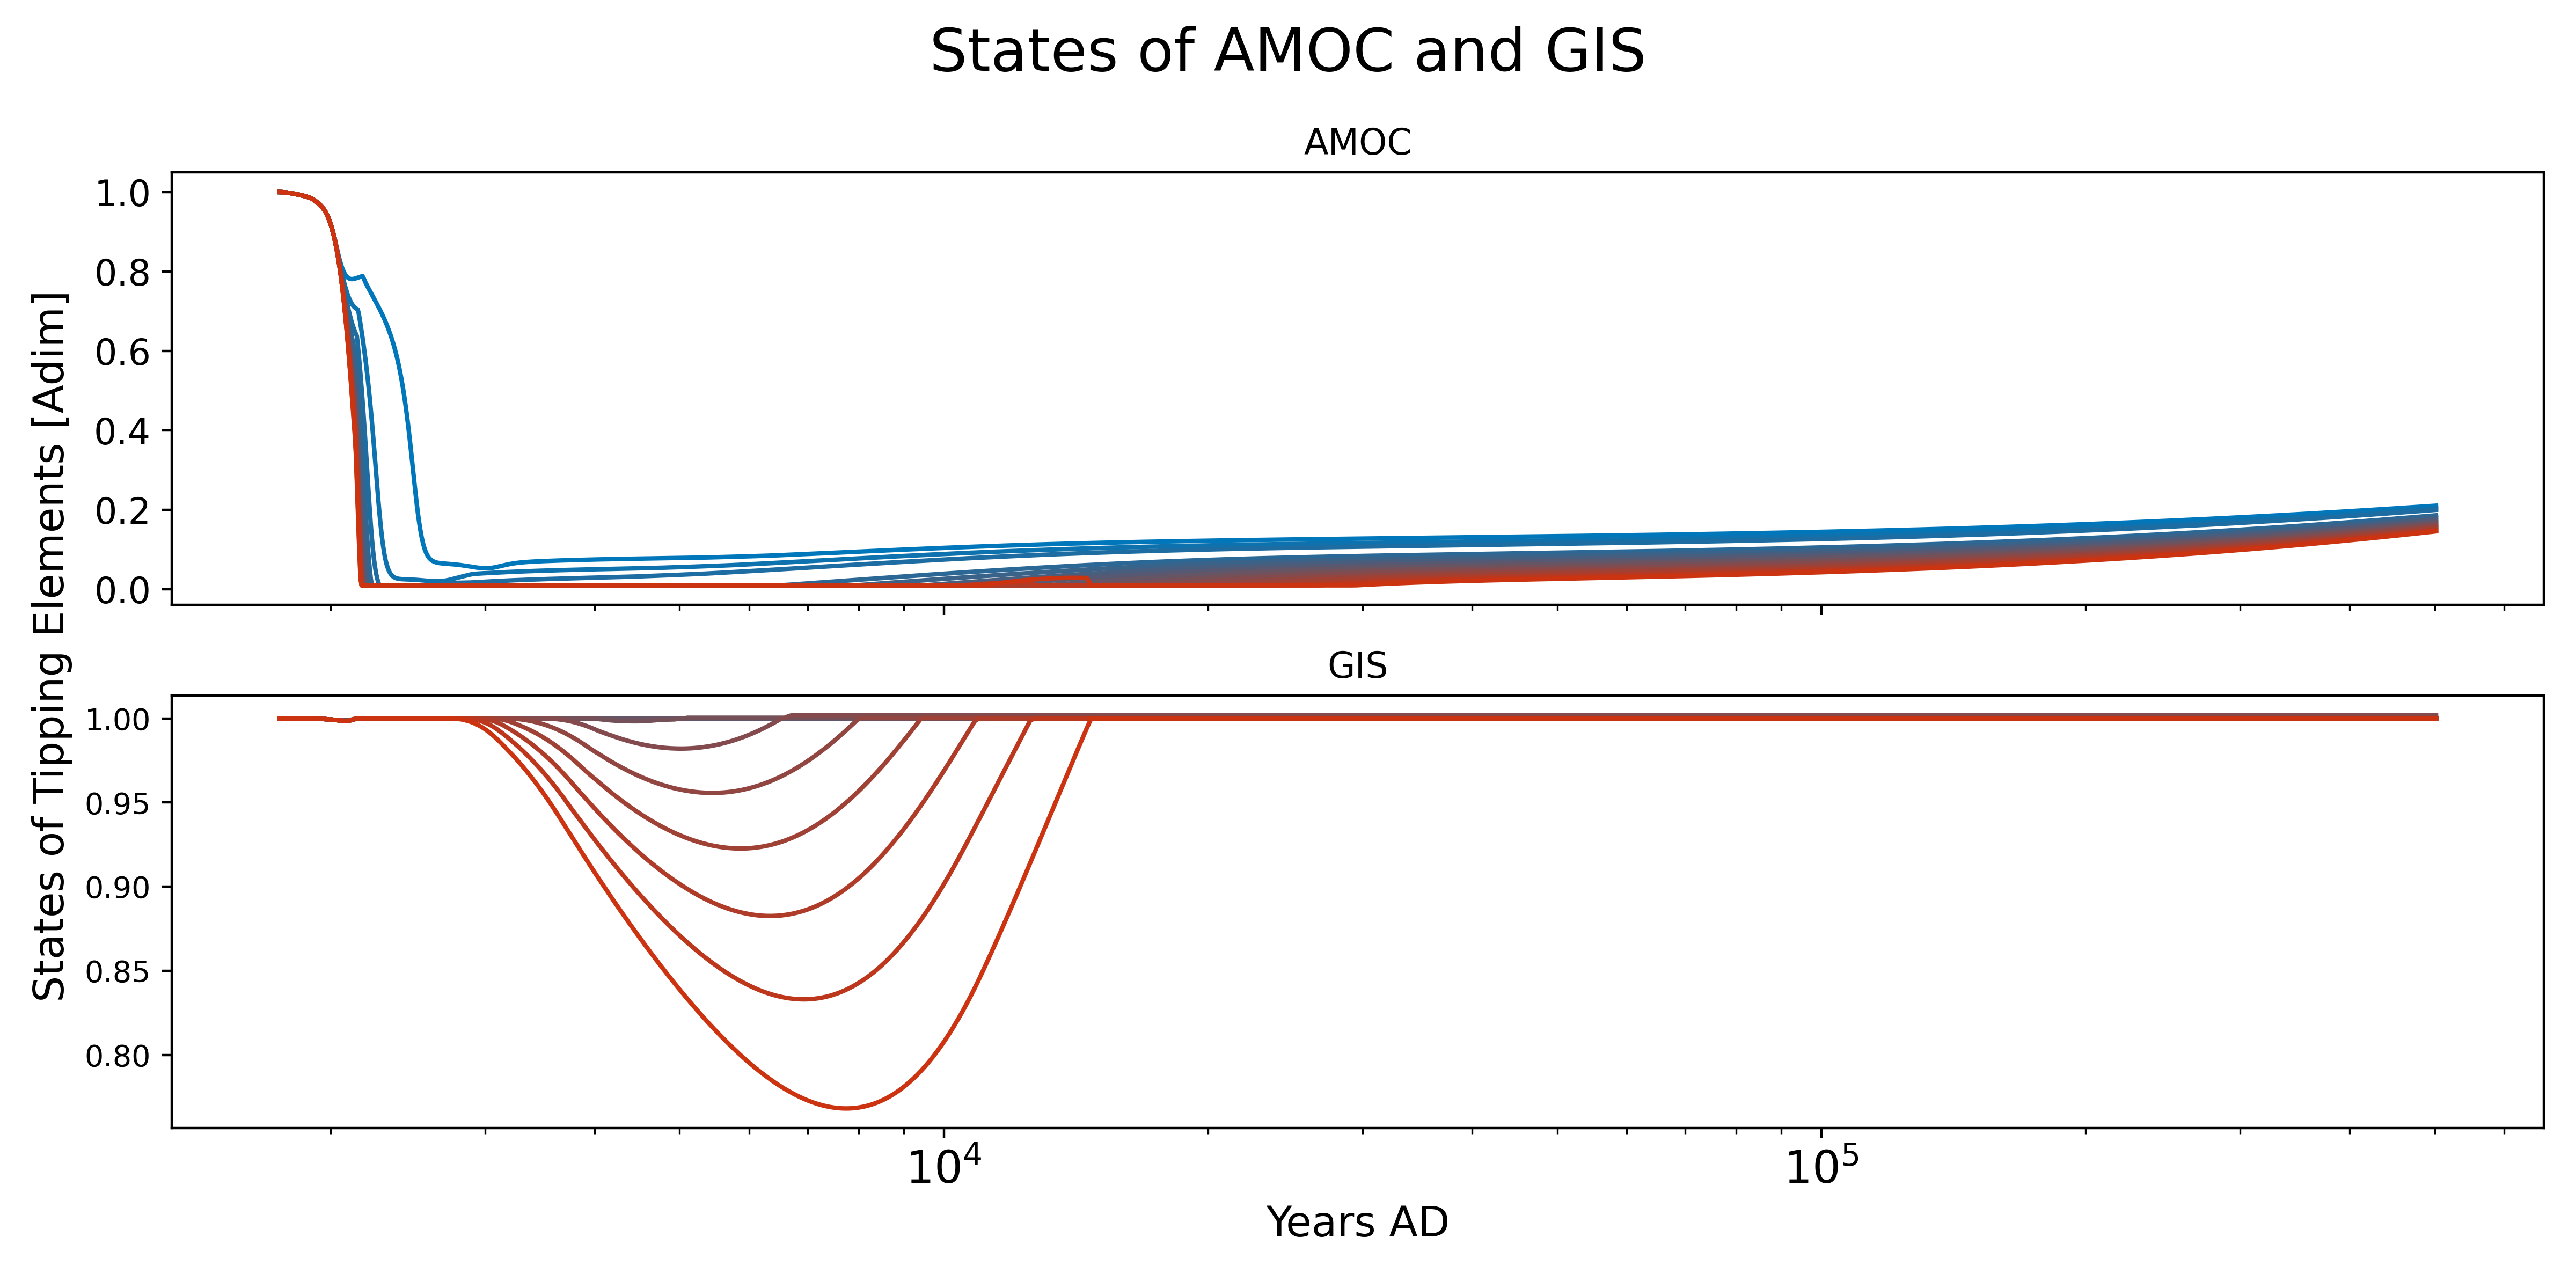 States of AMOC and GIS
AMOC
1.0
0.8
0.6
0.4
0.2
0.0
States of Tipping Elements [Adim]
GIS
1.00
0.95
0.90
0.85
0.80
10⁴ 10⁵
Years AD